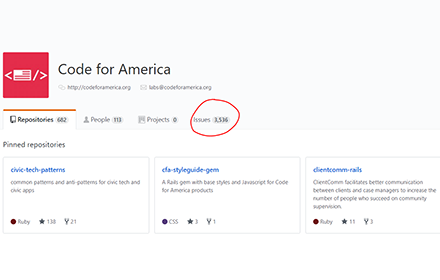 </>
Code for America
http://codeforamerica.org labs@codeforamerica.org
Repositories 682 People 113 Projects 0 Issues 3,536
Pinned repositories
civic-tech-patterns
common patterns and anti-patterns for civic tech and
civic apps
Ruby 138 21
cfa-styleguide-gem
A Rails gem with base styles and Javascript for Code
for America products
CSS 3 1
clientcomm-rails
ClientComm facilitates better communication
between clients and case managers to increase the
number of people who succeed on community
supervision.
Ruby 11 3